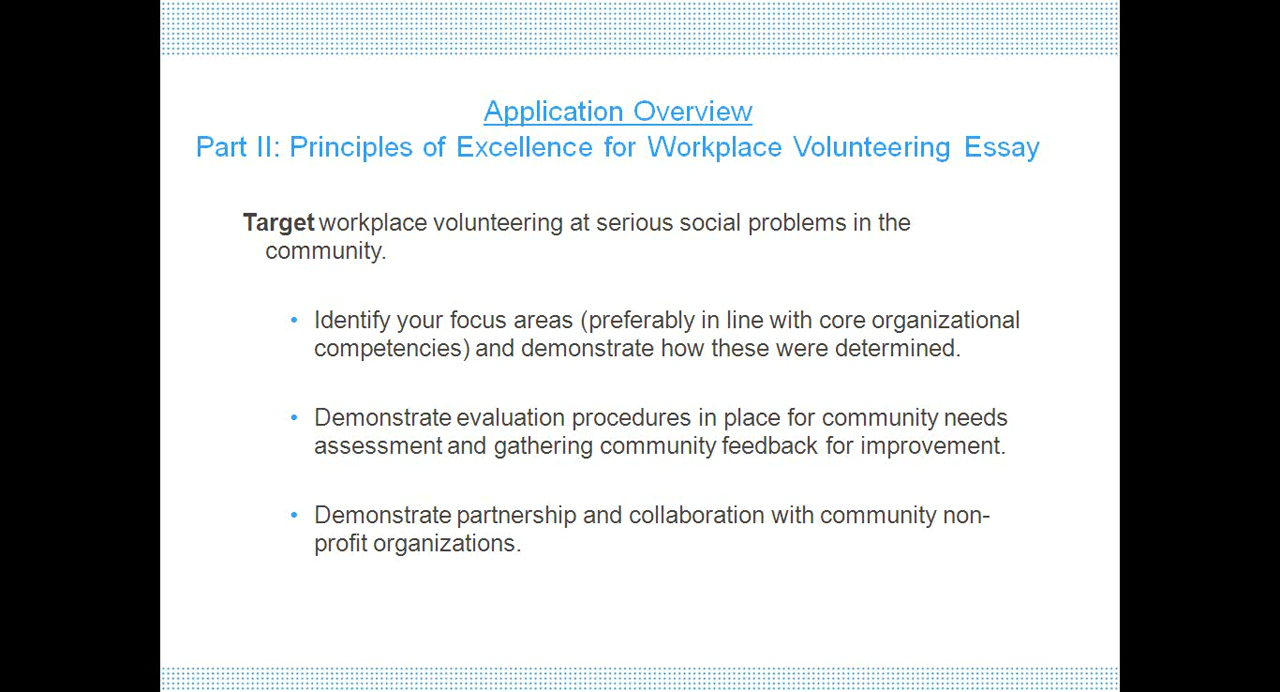 Application Overview
Part II: Principles of Excellence for Workplace Volunteering Essay
Target workplace volunteering at serious social problems in the
community.
• Identify your focus areas (preferably in line with core organizational
competencies) and demonstrate how these were determined.
• Demonstrate evaluation procedures in place for community needs
assessment and gathering community feedback for improvement.
• Demonstrate partnership and collaboration with community non-
profit organizations.